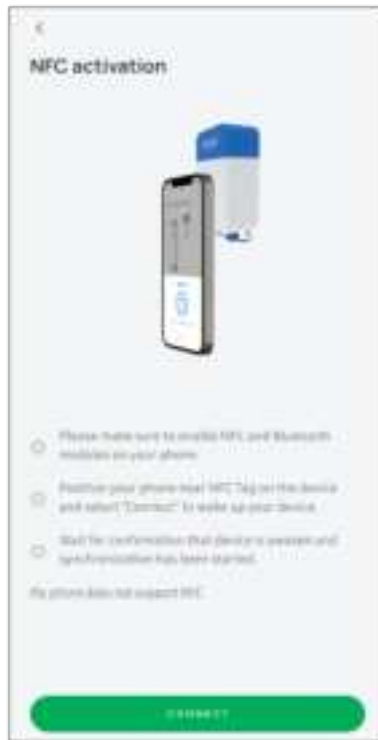 NFC activation
Please make sure to enable NFC and Bluetooth
modules on your phone
Position your phone near NFC Tag on the device
and select "Connect" to wake up your device
Wait for confirmation that device is awaked and
synchronization has been started.
My phone does not support NFC
CONNECT